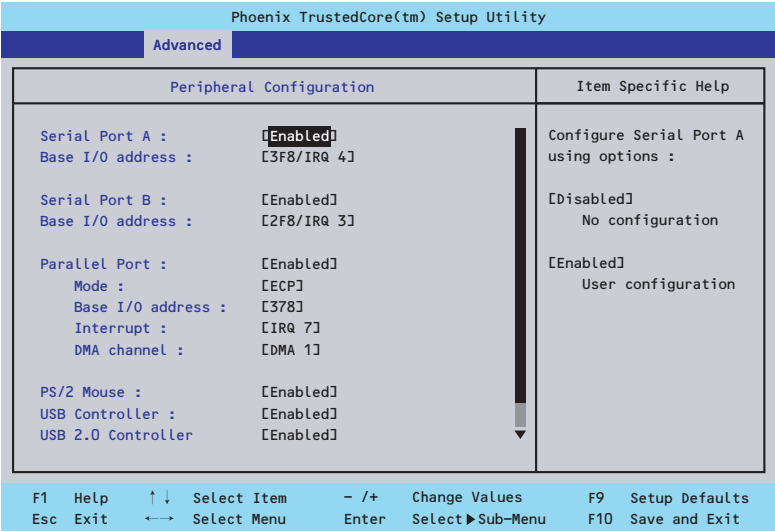 Phoenix TrustedCore(tm) Setup Utility
Advanced
Peripheral Configuration
Item Specific Help
Serial Port A : [Enabled]
Base I/O address : [3F8/IRQ 4]
Serial Port B : [Enabled]
Base I/O address : [2F8/IRQ 3]
Parallel Port : [Enabled]
Mode : [ECP]
Base I/O address : [378]
Interrupt : [IRQ 7]
DMA channel : [DMA 1]
PS/2 Mouse : [Enabled]
USB Controller : [Enabled]
USB 2.0 Controller [Enabled]
Configure Serial Port A
using options :
[Disabled]
No configuration
[Enabled]
User configuration
F1 Help ↑↓ Select Item - /+ Change Values F9 Setup Defaults
Esc Exit ←→ Select Menu Enter Select▶Sub-Menu F10 Save and Exit